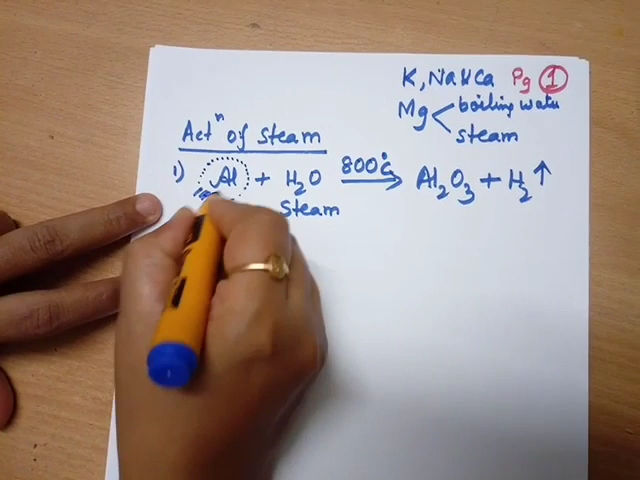 K, Na & Ca Pg 1
Mg < boiling water
steam
Actⁿ of Steam
1) Al + H₂O 800°C → Al₂O₃ + H₂ ↑
Steam